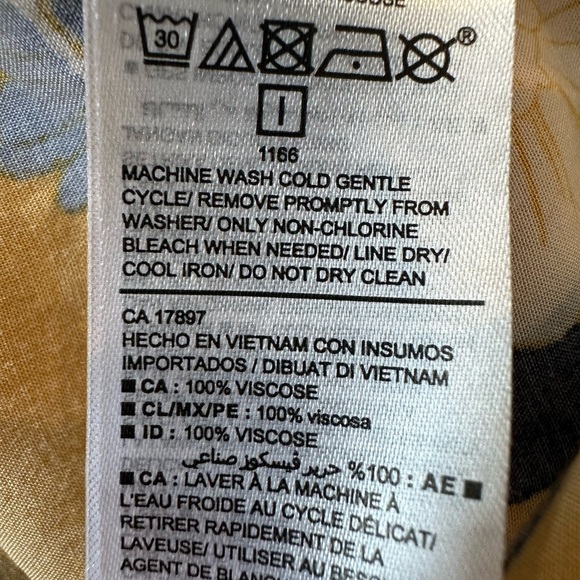 30
®
1166
MACHINE WASH COLD GENTLE
CYCLE/ REMOVE PROMPTLY FROM
WASHER/ ONLY NON-CHLORINE
BLEACH WHEN NEEDED/ LINE DRY/
COOL IRON/ DO NOT DRY CLEAN
CA 17897
HECHO EN VIETNAM CON INSUMOS
IMPORTADOS / DIBUAT DI VIETNAM
■ CA : 100% VISCOSE
■ CL/MX/PE : 100% viscosa
■ ID : 100% VISCOSE
■ AE : 100% حرير ڤيسكوز صناعي
■ CA : LAVER À LA MACHINE À
L'EAU FROIDE AU CYCLE DÉLICAT/
RETIRER RAPIDEMENT DE LA
LAVEUSE/ UTILISER AU
AGENT DE